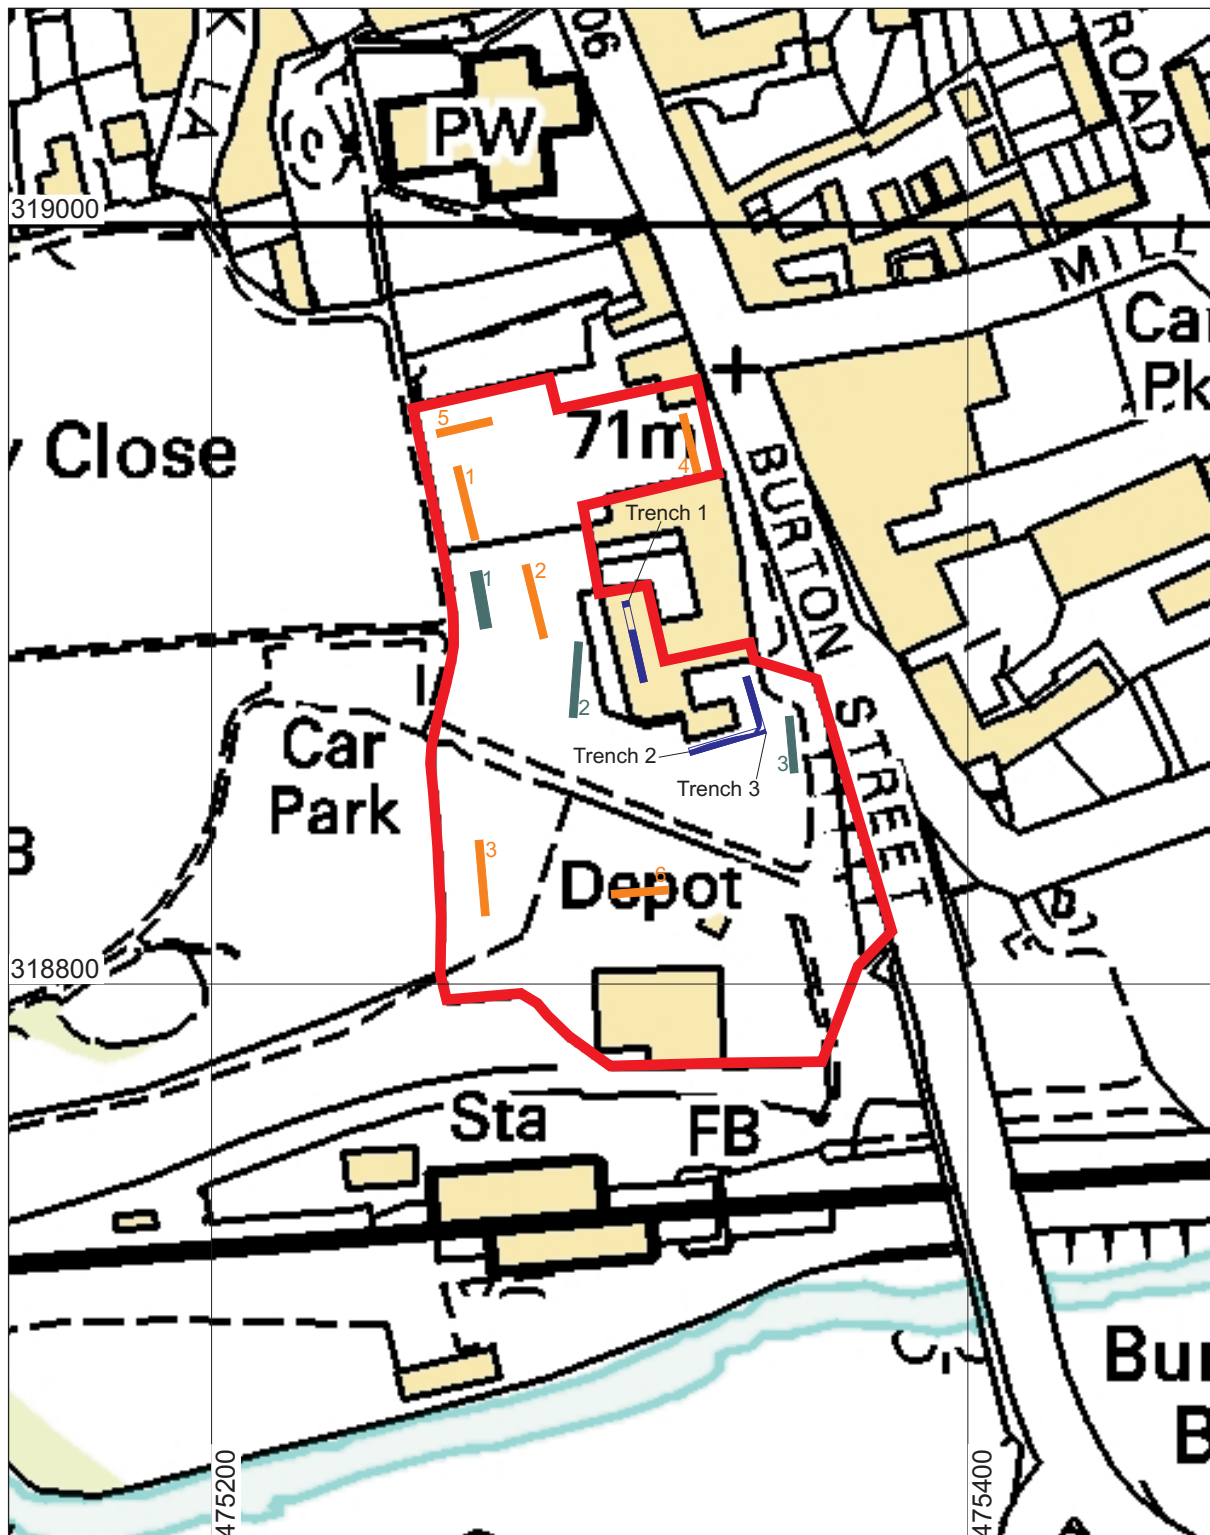 K LA
06
ROAD
PW
319000
MILL
Car
Pk
y Close
71m
5
4
1
BURTON
Trench 1
1
2
2
STREET
Trench 2
3
Trench 3
Car
Park
3
6
Depot
318800
Sta
FB
475200
475400